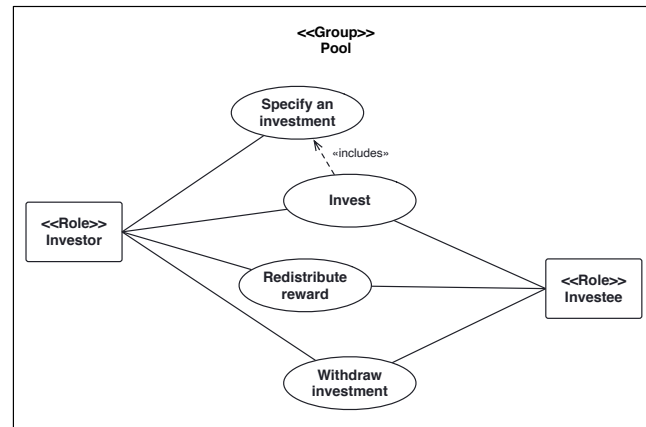 <<Group>>
Pool
Specify an
investment
«includes»
Invest
<<Role>>
Investor
Redistribute
reward
<<Role>>
Investee
Withdraw
investment